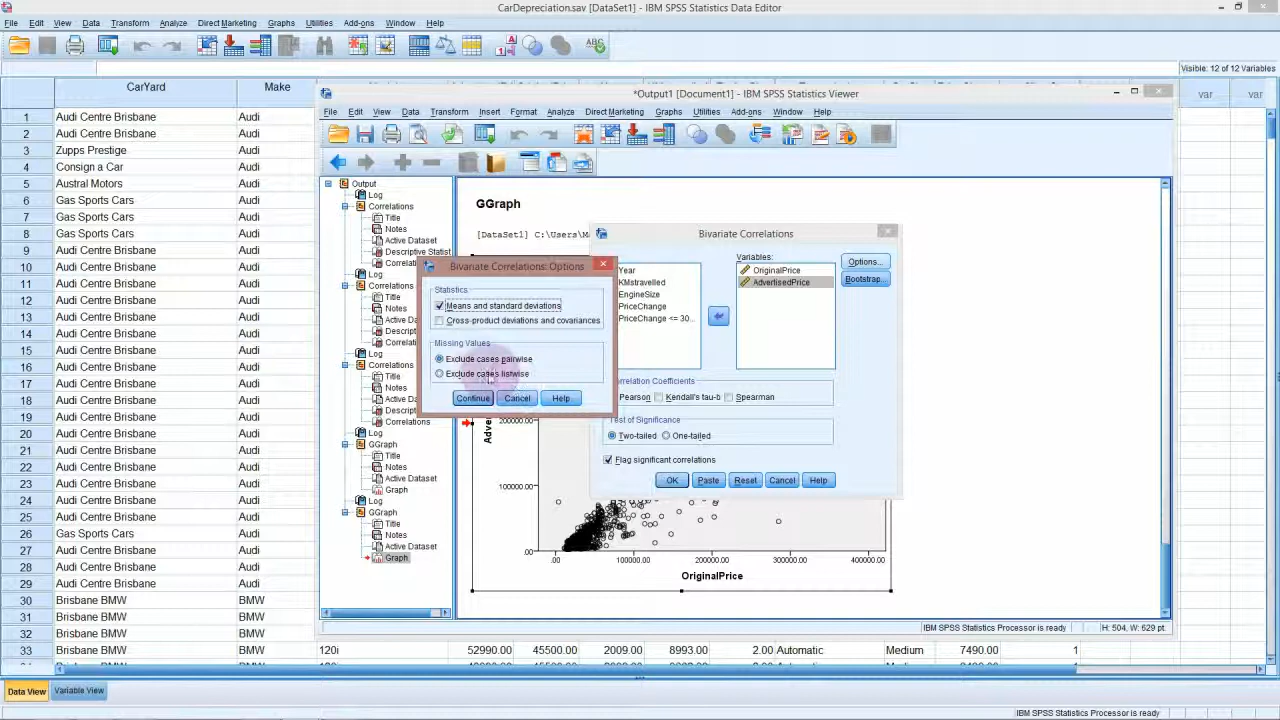 CarDepreciation.sav [DataSet1] - IBM SPSS Statistics Data Editor
File Edit View Data Transform Analyze Direct Marketing Graphs Utilities Add-ons Window Help
Visible: 12 of 12 Variables
CarYard Make var var
1 Audi Centre Brisbane Audi
2 Audi Centre Brisbane Audi
3 Zupps Prestige Audi
4 Consign a Car Audi
5 Austral Motors Audi
6 Gas Sports Cars Audi
7 Gas Sports Cars Audi
8 Gas Sports Cars Audi
9 Audi Centre Brisbane Audi
10 Audi Centre Brisbane Audi
11 Audi Centre Brisbane Audi
12 Audi Centre Brisbane Audi
13 Audi Centre Brisbane Audi
14 Audi Centre Brisbane Audi
15 Audi Centre Brisbane Audi
16 Audi Centre Brisbane Audi
17 Audi Centre Brisbane Audi
18 Audi Centre Brisbane Audi
19 Audi Centre Brisbane Audi
20 Audi Centre Brisbane Audi
21 Audi Centre Brisbane Audi
22 Audi Centre Brisbane Audi
23 Audi Centre Brisbane Audi
24 Audi Centre Brisbane Audi
25 Audi Centre Brisbane Audi
26 Gas Sports Cars Audi
27 Audi Centre Brisbane Audi
28 Audi Centre Brisbane Audi
29 Audi Centre Brisbane Audi
30 Brisbane BMW BMW
31 Brisbane BMW BMW
32 Brisbane BMW BMW
33 Brisbane BMW BMW 120i 52990.00 45500.00 2009.00 8993.00 2.00 Automatic Medium 7490.00 1
Data View Variable View
IBM SPSS Statistics Processor is ready
*Output1 [Document1] - IBM SPSS Statistics Viewer
File Edit View Data Transform Insert Format Analyze Direct Marketing Graphs Utilities Add-ons Window Help
Output
Log
Correlations
Title
Notes
Active Dataset
Descriptive Statist
Correlat
Log
Correlations
Title
Notes
Active Da
Descript
Correlati
Log
Correlations
Title
Notes
Active Da
Descript
Correlations
Log
GGraph
Title
Notes
Active Dataset
Graph
Log
GGraph
Title
Notes
Active Dataset
Graph
GGraph
[DataSet1] C:\Users\M
200000.00
100000.00
.00
.00 100000.00 200000.00 300000.00 400000.00
OriginalPrice
IBM SPSS Statistics Processor is ready H: 504, W: 629 pt.
Bivariate Correlations
Variables:
Year
KMstravelled
EngineSize
PriceChange
PriceChange <= 30...
OriginalPrice
AdvertisedPrice
Options...
Bootstrap...
Correlation Coefficients
Pearson Kendall's tau-b Spearman
Test of Significance
Two-tailed One-tailed
Flag significant correlations
OK Paste Reset Cancel Help
Bivariate Correlations: Options
Statistics
Means and standard deviations
Cross-product deviations and covariances
Missing Values
Exclude cases pairwise
Exclude cases listwise
Continue Cancel Help